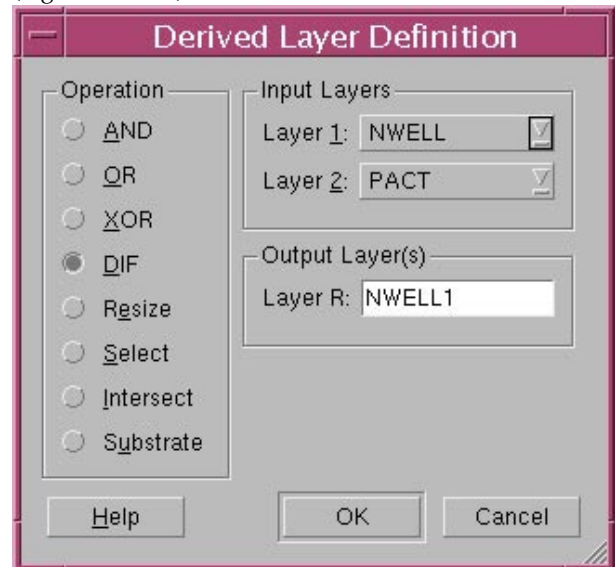 Derived Layer Definition
Operation
AND
OR
XOR
DIF
Resize
Select
Intersect
Substrate
Input Layers
Layer 1: NWELL
Layer 2: PACT
Output Layer(s)
Layer R: NWELL1
Help
OK
Cancel